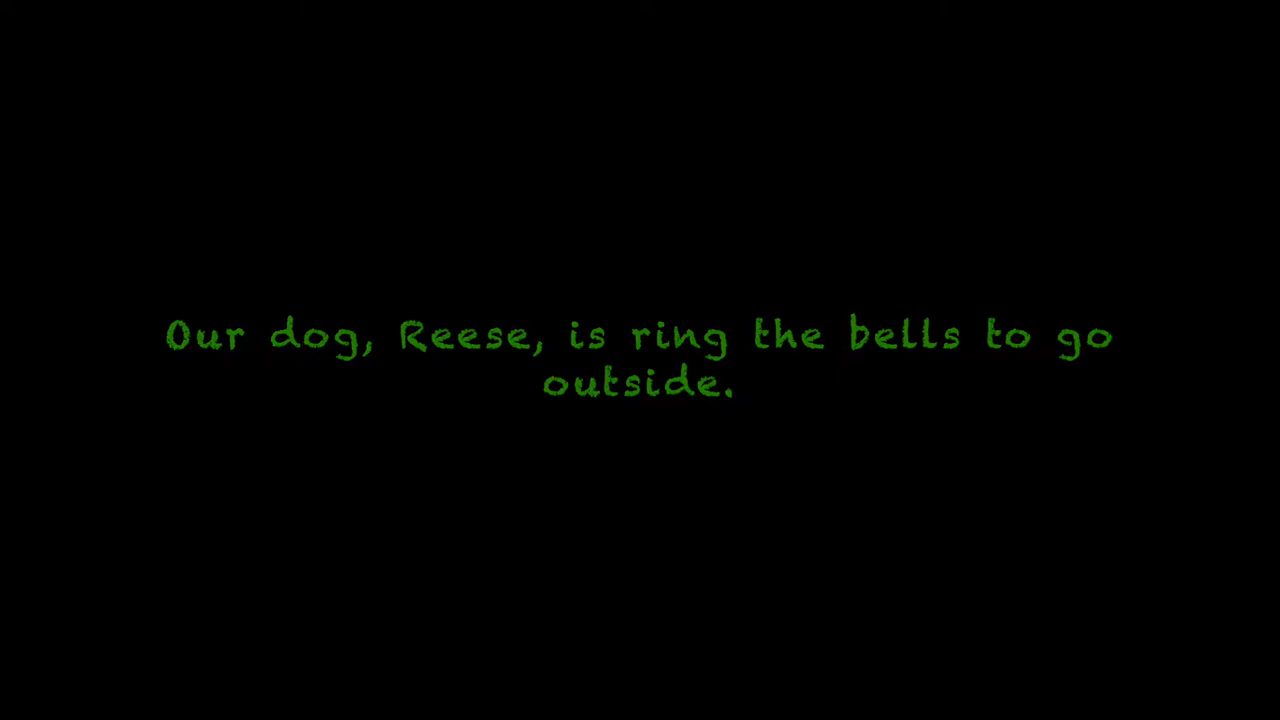 Our dog, Reese, is ring the bells to go
outside.